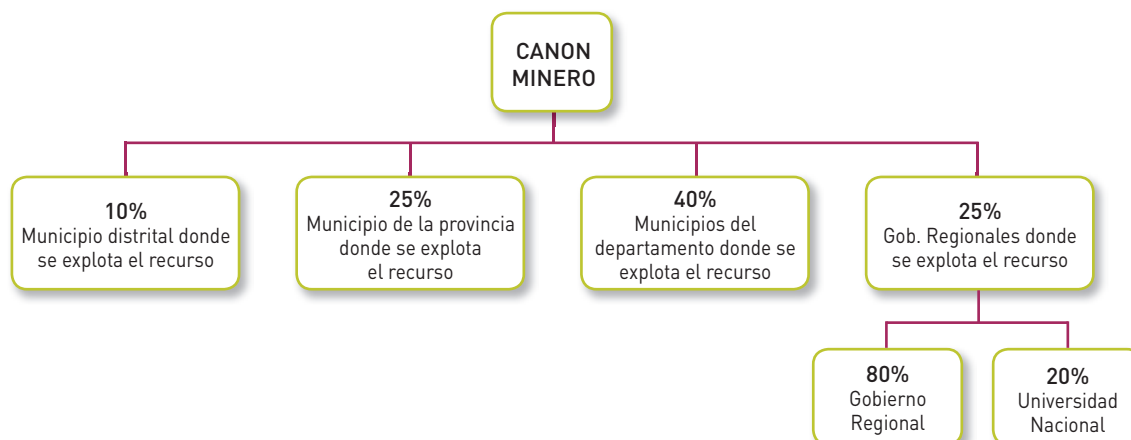 CANON
MINERO
10%
Municipio distrital donde
se explota el recurso
25%
Municipio de la provincia
donde se explota
el recurso
40%
Municipios del
departamento donde se
explota el recurso
25%
Gob. Regionales donde
se explota el recurso
80%
Gobierno
Regional
20%
Universidad
Nacional